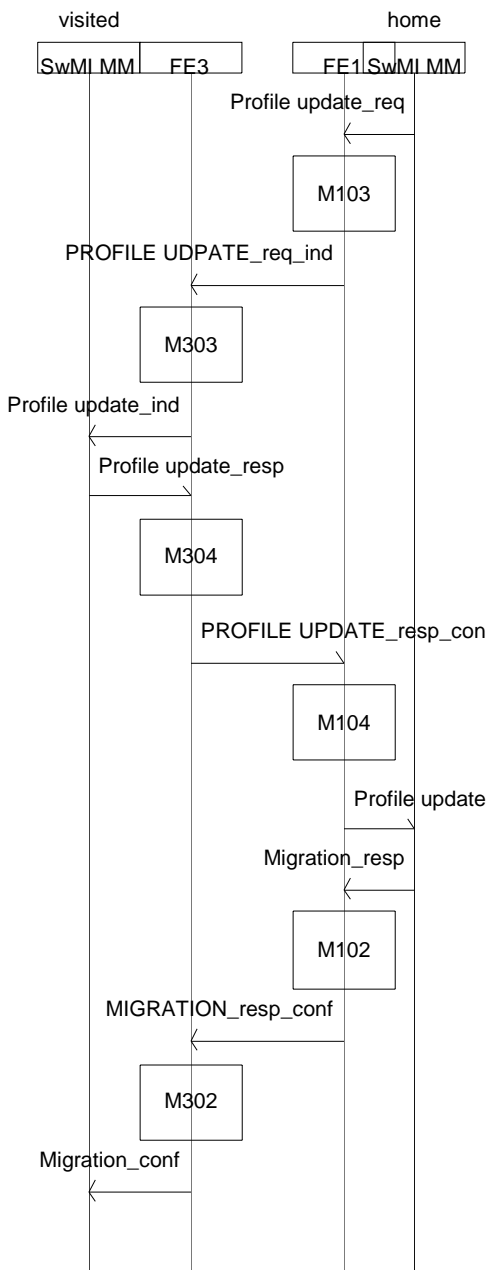 visited home
SwMI MM FE3 FE1 SwMI MM
Profile update_req
M103
PROFILE UDPATE_req_ind
M303
Profile update_ind
Profile update_resp
M304
PROFILE UPDATE_resp_con
M104
Profile update
Migration_resp
M102
MIGRATION_resp_conf
M302
Migration_conf